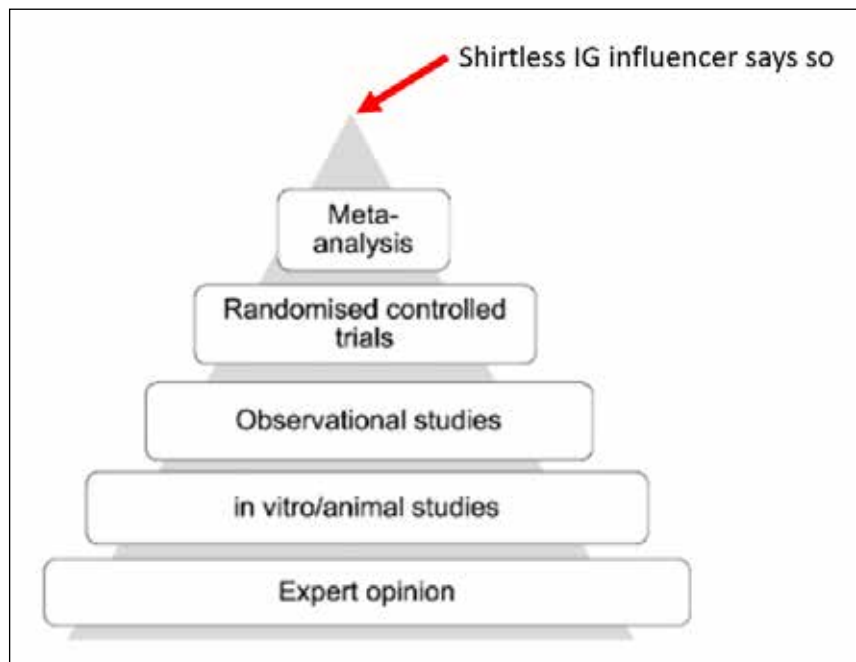 Shirtless IG influencer says so
Meta-
analysis
Randomised controlled
trials
Observational studies
in vitro/animal studies
Expert opinion